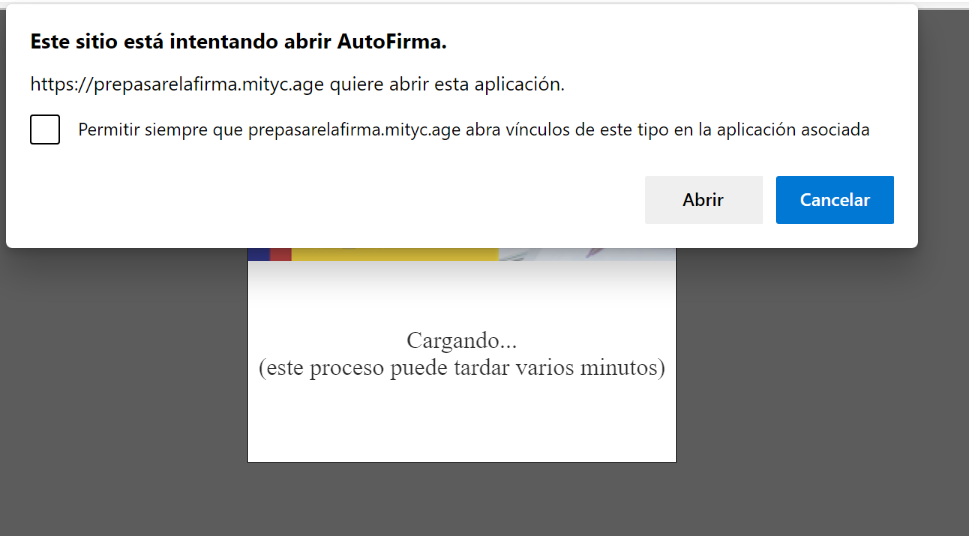 Este sitio está intentando abrir AutoFirma.
https://prepasarelafirma.mityc.age quiere abrir esta aplicación.
Permitir siempre que prepasarelafirma.mityc.age abra vínculos de este tipo en la aplicación asociada
Abrir
Cancelar
Cargando...
(este proceso puede tardar varios minutos)